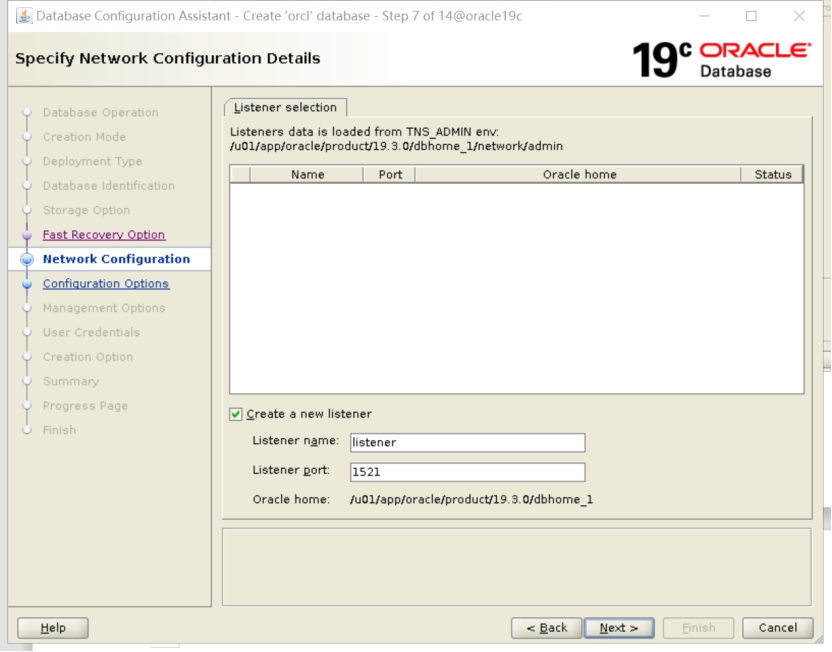 Database Configuration Assistant - Create 'orcl' database - Step 7 of 14@oracle19c
Specify Network Configuration Details
19c ORACLE
Database
Database Operation
Creation Mode
Deployment Type
Database Identification
Storage Option
Fast Recovery Option
Network Configuration
Configuration Options
Management Options
User Credentials
Creation Option
Summary
Progress Page
Finish
Listener selection
Listeners data is loaded from TNS_ADMIN env:
/u01/app/oracle/product/19.3.0/dbhome_1/network/admin
Name Port Oracle home Status
Create a new listener
Listener name: listener
Listener port: 1521
Oracle home: /u01/app/oracle/product/19.3.0/dbhome_1
Help < Back Next > Finish Cancel